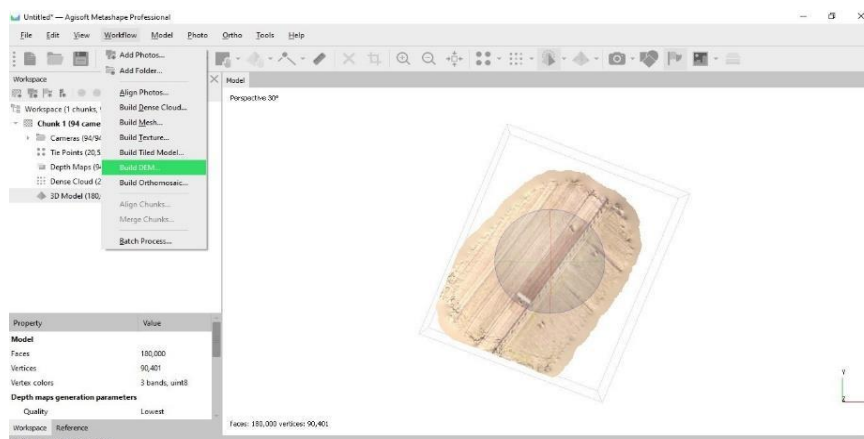 Untitled* — Agisoft Metashape Professional
File Edit View Workflow Model Photo Ortho Tools Help
Add Photos...
Add Folder...
Align Photos...
Build Dense Cloud...
Build Mesh...
Build Texture...
Build Tiled Model...
Build DEM...
Build Orthomosaic...
Align Chunks...
Merge Chunks...
Batch Process...
Workspace
Workspace (1 chunks,
Chunk 1 (94 came
Cameras (94/94
Tie Points (20,5
Depth Maps (9
Dense Cloud (2
3D Model (180,
Model
Perspective 30°
Property Value
Model
Faces 180,000
Vertices 90,401
Vertex colors 3 bands, uint8
Depth maps generation parameters
Quality Lowest
Workspace Reference
Faces: 180,000 vertices: 90,401
Y
Z